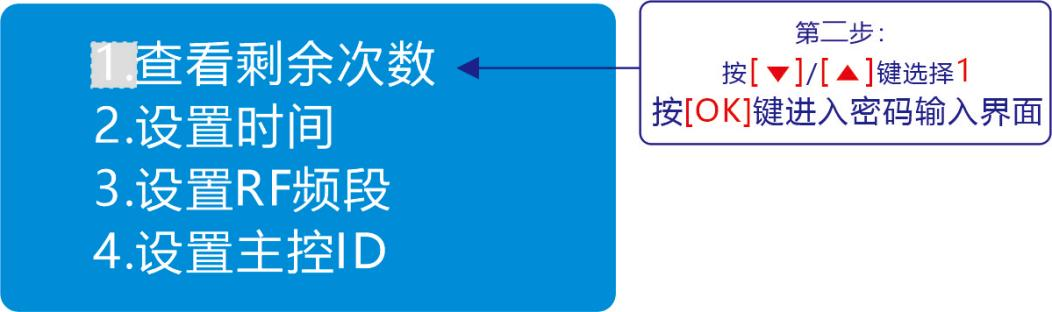 1.查看剩余次数
2.设置时间
3.设置RF频段
4.设置主控ID
第二步：
按[▼]/[▲]键选择1
按[OK]键进入密码输入界面